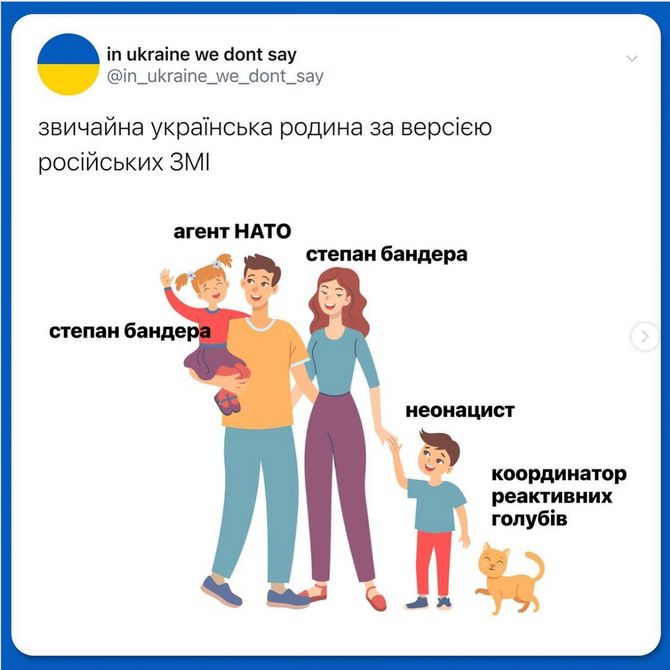 in ukraine we dont say
@in_ukraine_we_dont_say
звичайна українська родина за версією
російських ЗМІ
агент НАТО
степан бандера
степан бандера
неонацист
координатор
реактивних
голубів